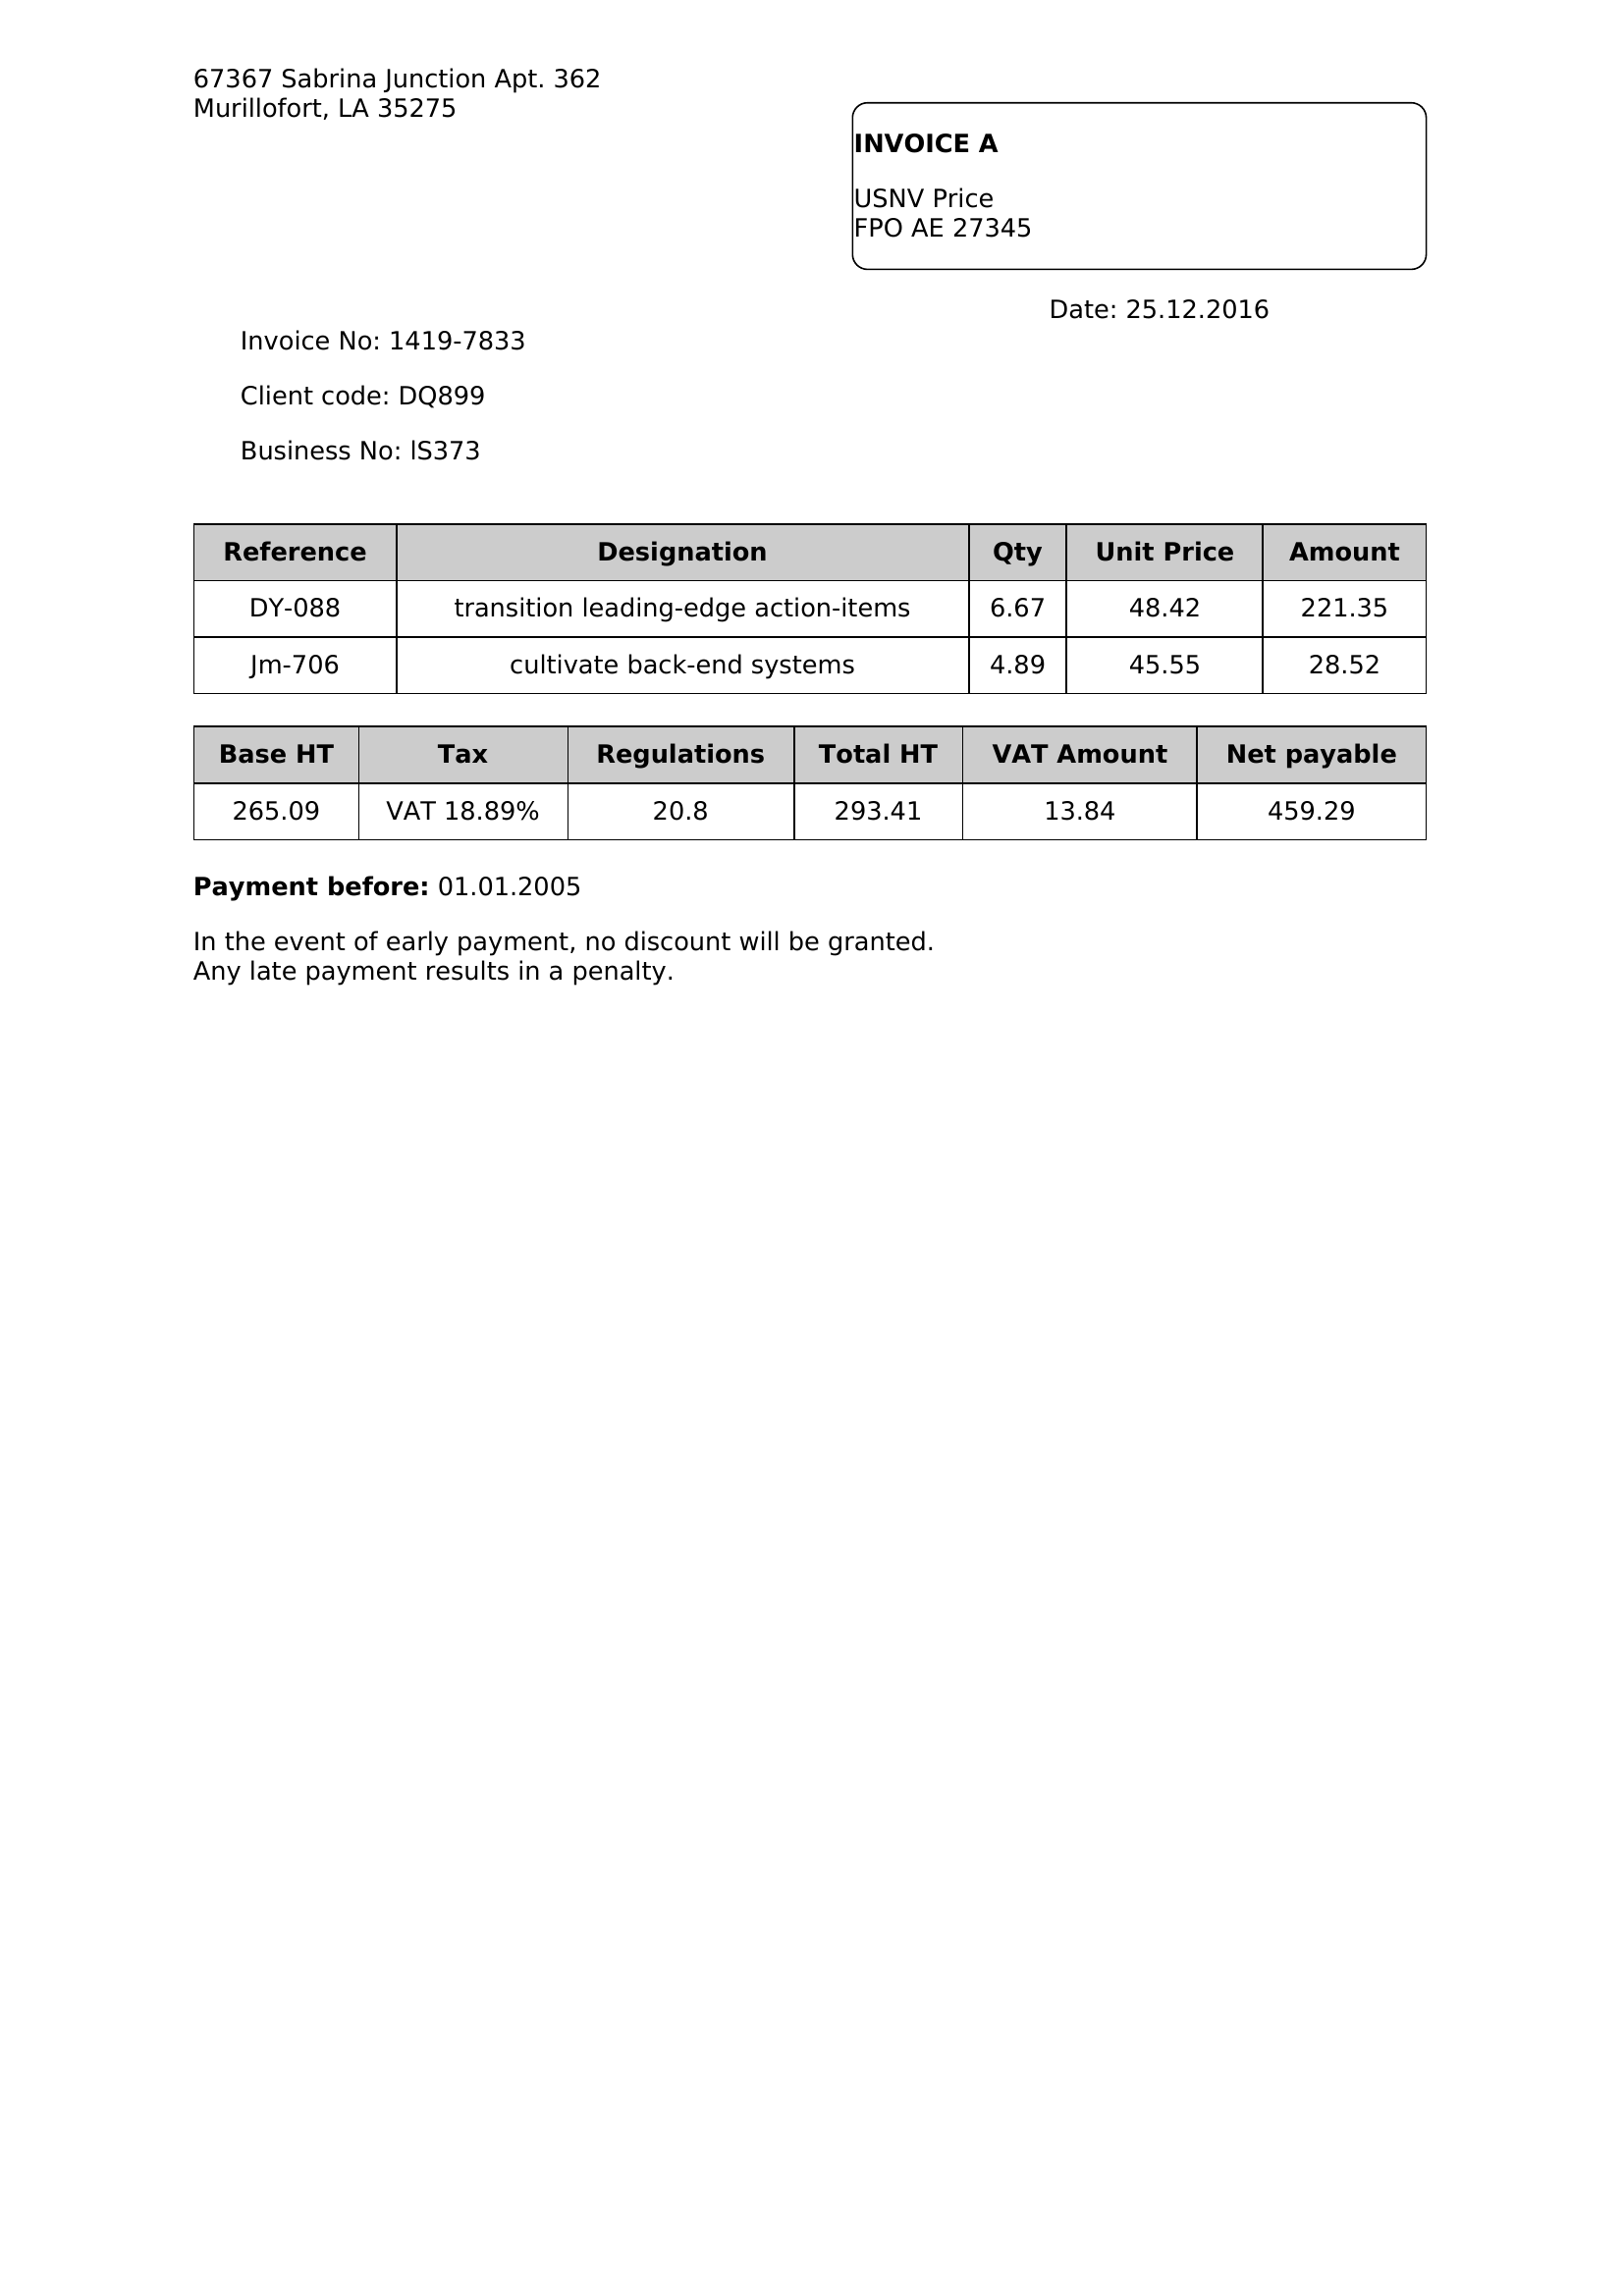 67367 Sabrina Junction Apt. 362
Murillofort, LA 35275
INVOICE A
USNV Price
FPO AE 27345
Date: 25.12.2016
Invoice No: 1419-7833
Client code: DQ899
Business No: lS373
Reference Designation Qty Unit Price Amount
DY-088 transition leading-edge action-items 6.67 48.42 221.35
Jm-706 cultivate back-end systems 4.89 45.55 28.52
Base HT Tax Regulations Total HT VAT Amount Net payable
265.09 VAT 18.89% 20.8 293.41 13.84 459.29
Payment before: 01.01.2005
In the event of early payment, no discount will be granted.
Any late payment results in a penalty.